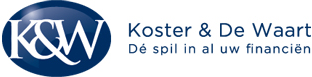 K&W
Koster & De Waart
Dé spil in al uw financiën